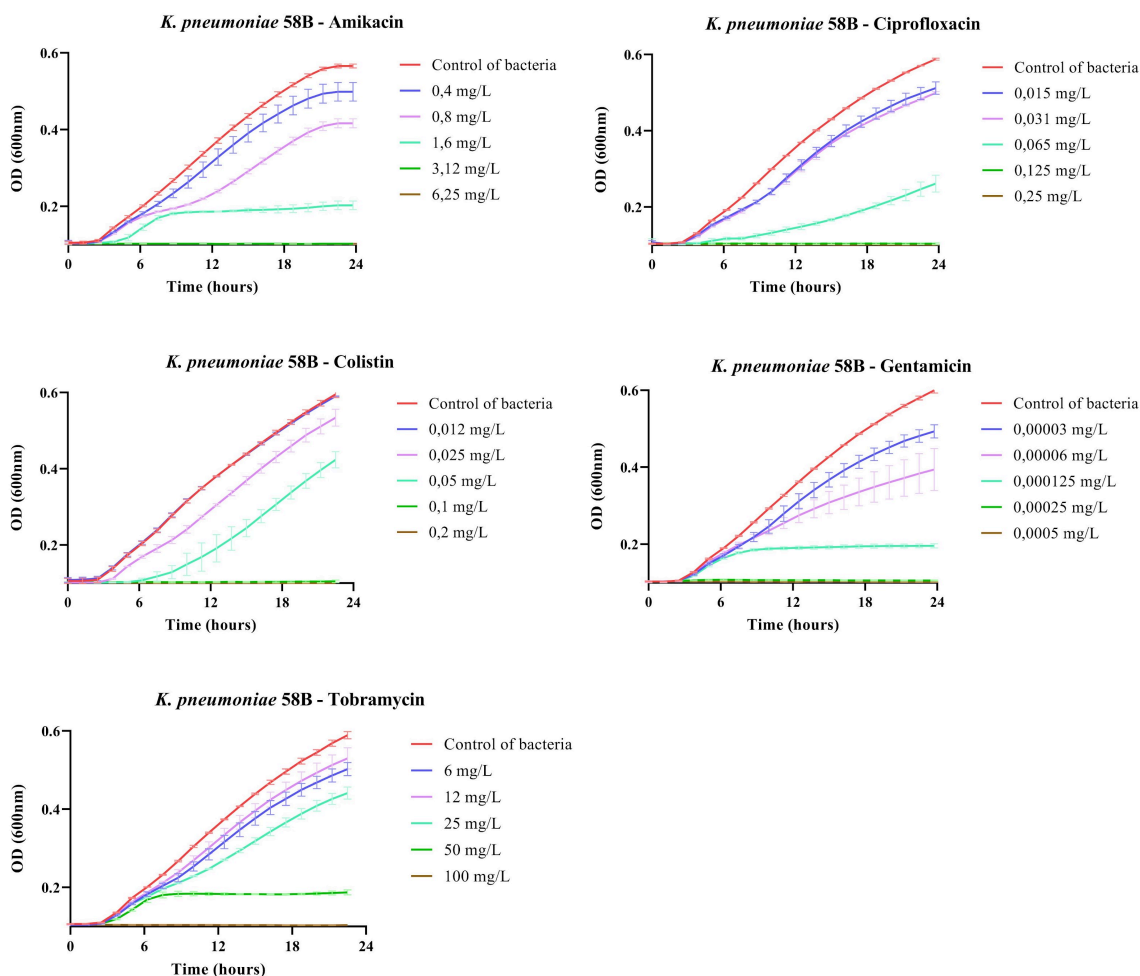 K. pneumoniae 58B - Amikacin
OD (600nm)
0.6
0.4
0.2
0
6
12
18
24
Time (hours)
Control of bacteria
0,4 mg/L
0,8 mg/L
1,6 mg/L
3,12 mg/L
6,25 mg/L
K. pneumoniae 58B - Ciprofloxacin
OD (600nm)
0.6
0.4
0.2
0
6
12
18
24
Time (hours)
Control of bacteria
0,015 mg/L
0,031 mg/L
0,065 mg/L
0,125 mg/L
0,25 mg/L
K. pneumoniae 58B - Colistin
OD (600nm)
0.6
0.4
0.2
0
6
12
18
24
Time (hours)
Control of bacteria
0,012 mg/L
0,025 mg/L
0,05 mg/L
0,1 mg/L
0,2 mg/L
K. pneumoniae 58B - Gentamicin
OD (600nm)
0.6
0.4
0.2
0
6
12
18
24
Time (hours)
Control of bacteria
0,00003 mg/L
0,00006 mg/L
0,000125 mg/L
0,00025 mg/L
0,0005 mg/L
K. pneumoniae 58B - Tobramycin
OD (600nm)
0.6
0.4
0.2
0
6
12
18
24
Time (hours)
Control of bacteria
6 mg/L
12 mg/L
25 mg/L
50 mg/L
100 mg/L